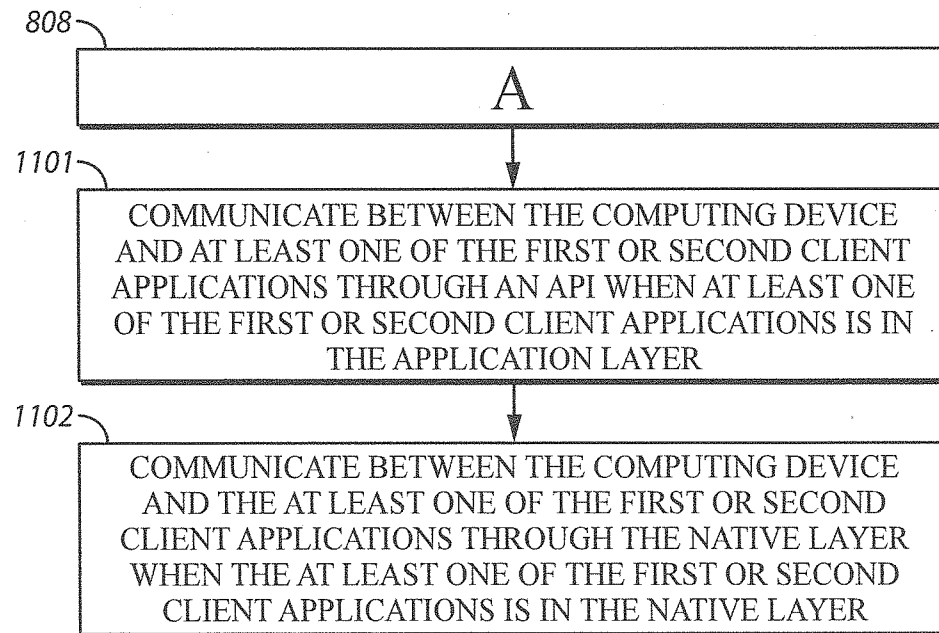 808
A
1101
COMMUNICATE BETWEEN THE COMPUTING DEVICE
AND AT LEAST ONE OF THE FIRST OR SECOND CLIENT
APPLICATIONS THROUGH AN API WHEN AT LEAST ONE
OF THE FIRST OR SECOND CLIENT APPLICATIONS IS IN
THE APPLICATION LAYER
1102
COMMUNICATE BETWEEN THE COMPUTING DEVICE
AND THE AT LEAST ONE OF THE FIRST OR SECOND
CLIENT APPLICATIONS THROUGH THE NATIVE LAYER
WHEN THE AT LEAST ONE OF THE FIRST OR SECOND
CLIENT APPLICATIONS IS IN THE NATIVE LAYER